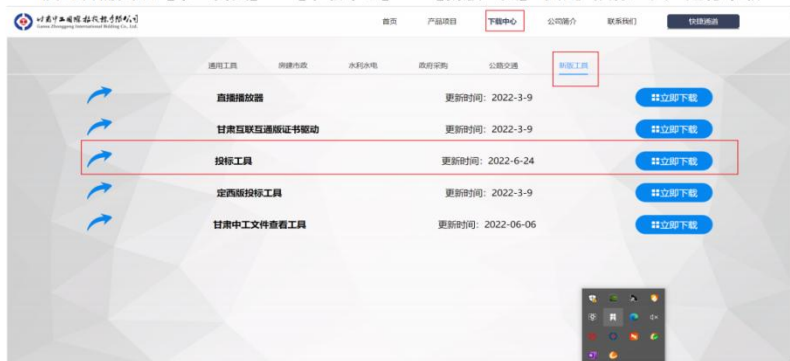 甘肃中工国际招投标有限公司
Gansu Zhonggong International Bidding Co., Ltd.
首页 产品项目 下载中心 公司简介 联系我们 快捷通道
通用工具 房建市政 水利水电 政府采购 公路交通 新版工具
直播播放器 更新时间：2022-3-9 立即下载
甘肃互联互通版证书驱动 更新时间：2022-3-9 立即下载
投标工具 更新时间：2022-6-24 立即下载
定西版投标工具 更新时间：2022-3-9 立即下载
甘肃中工文件查看工具 更新时间：2022-06-06 立即下载